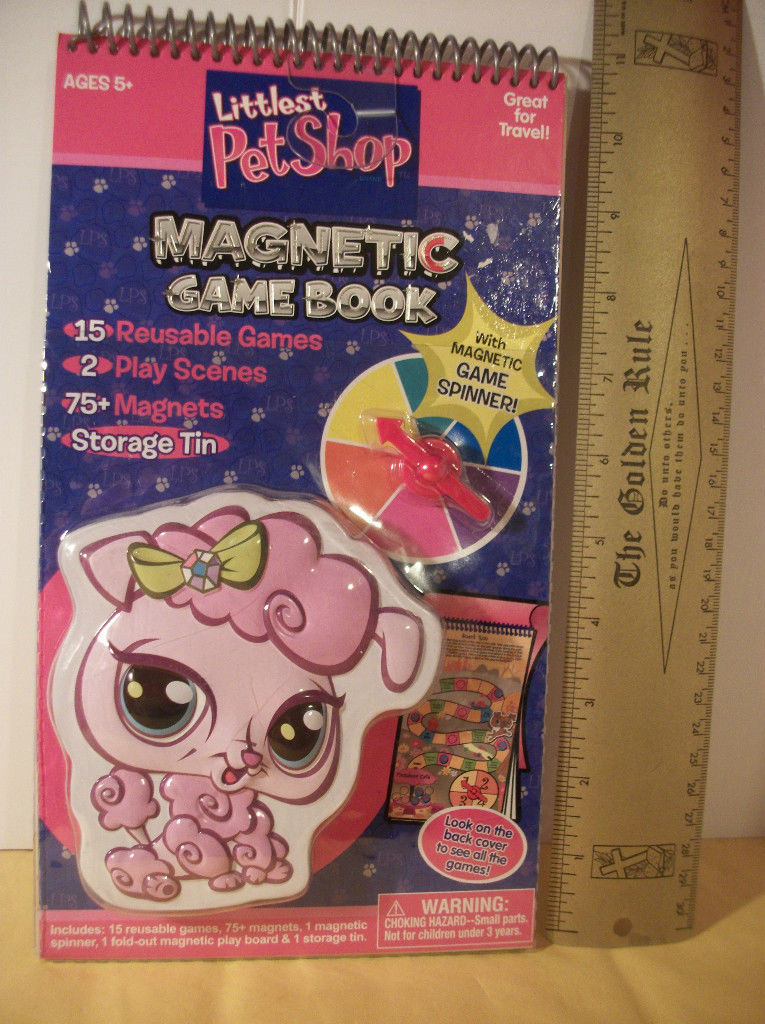 AGES 5+
Littlest
PetShop
Great
for
Travel!
MAGNETIC
GAME BOOK
15 Reusable Games
2 Play Scenes
75+ Magnets
Storage Tin
With
MAGNETIC
GAME
SPINNER!
Look on the
back cover
to see all the
games!
Includes: 15 reusable games, 75+ magnets, 1 magnetic
spinner, 1 fold-out magnetic play board & 1 storage tin.
WARNING:
CHOKING HAZARD--Small parts.
Not for children under 3 years.
The Golden Rule
Do unto others,
as you would have them do unto you . . .